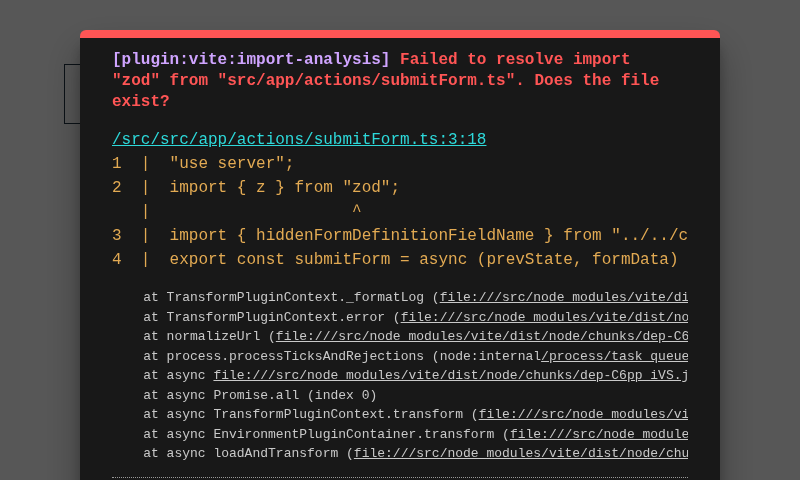 [plugin:vite:import-analysis] Failed to resolve import
"zod" from "src/app/actions/submitForm.ts". Does the file
exist?
/src/src/app/actions/submitForm.ts:3:18
1  |  "use server";
2  |  import { z } from "zod";
   |                     ^
3  |  import { hiddenFormDefinitionFieldName } from "../../c
4  |  export const submitForm = async (prevState, formData)
at TransformPluginContext._formatLog (file:///src/node_modules/vite/di
at TransformPluginContext.error (file:///src/node_modules/vite/dist/no
at normalizeUrl (file:///src/node_modules/vite/dist/node/chunks/dep-C6
at process.processTicksAndRejections (node:internal/process/task_queue
at async file:///src/node_modules/vite/dist/node/chunks/dep-C6pp_iVS.j
at async Promise.all (index 0)
at async TransformPluginContext.transform (file:///src/node_modules/vi
at async EnvironmentPluginContainer.transform (file:///src/node_module
at async loadAndTransform (file:///src/node_modules/vite/dist/node/chu